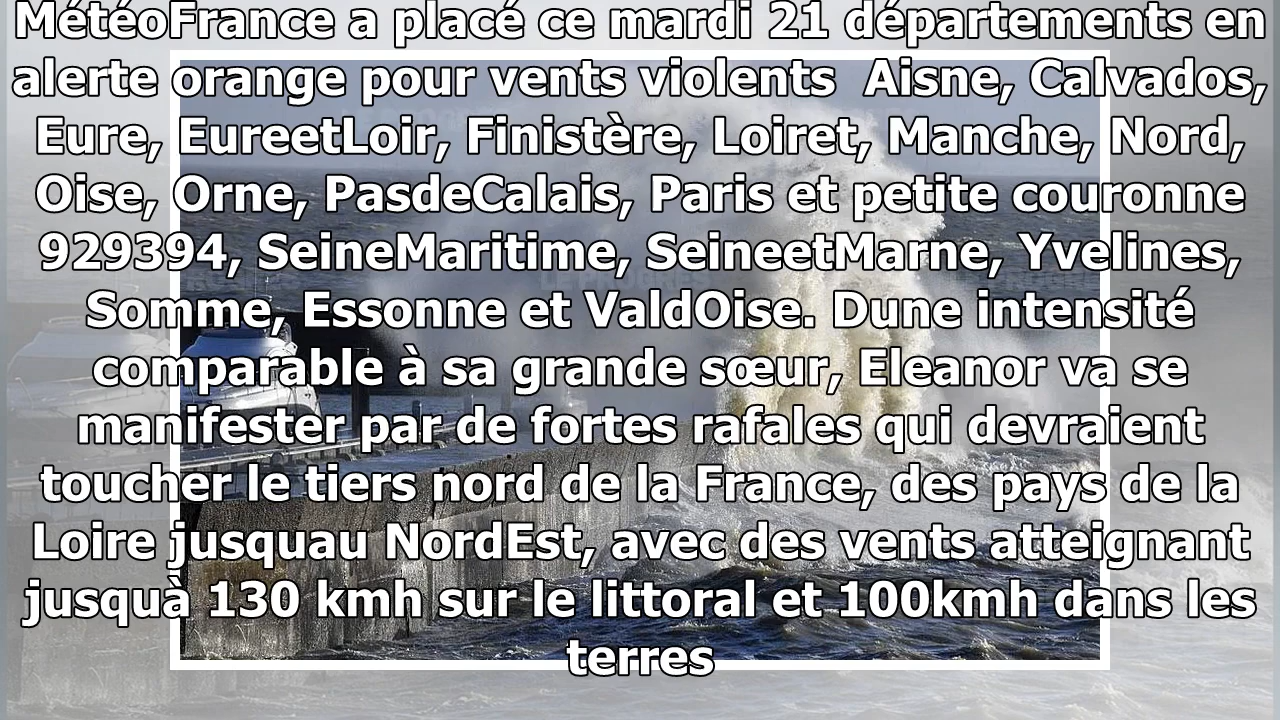 MétéoFrance a placé ce mardi 21 départements en
alerte orange pour vents violents  Aisne, Calvados,
Eure, EureetLoir, Finistère, Loiret, Manche, Nord,
Oise, Orne, PasdeCalais, Paris et petite couronne
929394, SeineMaritime, SeineetMarne, Yvelines,
Somme, Essonne et ValdOise. Dune intensité
comparable à sa grande sœur, Eleanor va se
manifester par de fortes rafales qui devraient
toucher le tiers nord de la France, des pays de la
Loire jusquau NordEst, avec des vents atteignant
jusquà 130 kmh sur le littoral et 100kmh dans les
terres